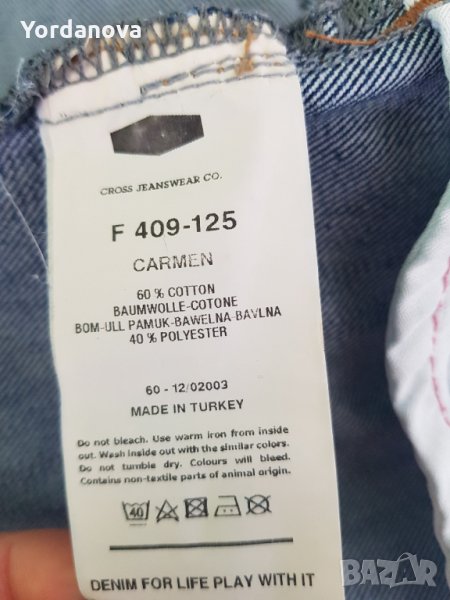 Yordanova
CROSS JEANSWEAR CO.
F 409-125
CARMEN
60 % COTTON
BAUMWOLLE-COTONE
BOM-ULL PAMUK-BAWELNA-BAVLNA
40 % POLYESTER
60 - 12/02003
MADE IN TURKEY
Do not bleach. Use warm iron from inside
out. Wash inside out with the similar colors.
Do not tumble dry. Colours will bleed.
Contains non-textile parts of animal origin.
40
DENIM FOR LIFE PLAY WITH IT
BAZAR